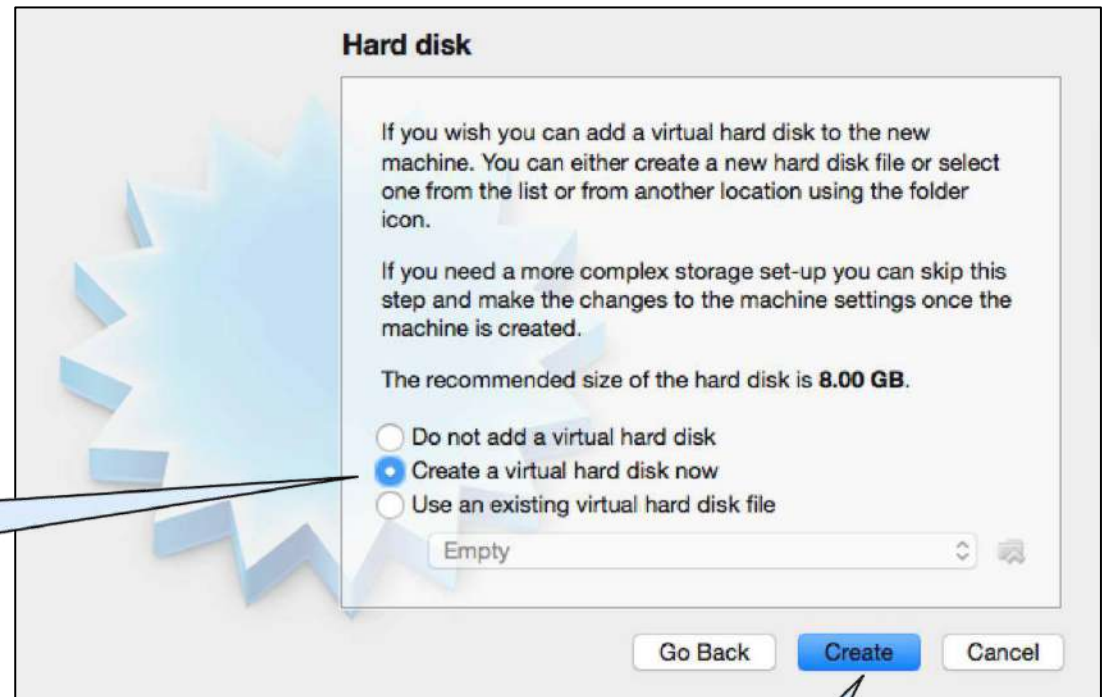 Hard disk
If you wish you can add a virtual hard disk to the new
machine. You can either create a new hard disk file or select
one from the list or from another location using the folder
icon.
If you need a more complex storage set-up you can skip this
step and make the changes to the machine settings once the
machine is created.
The recommended size of the hard disk is 8.00 GB.
Do not add a virtual hard disk
Create a virtual hard disk now
Use an existing virtual hard disk file
Empty
Go Back Create Cancel